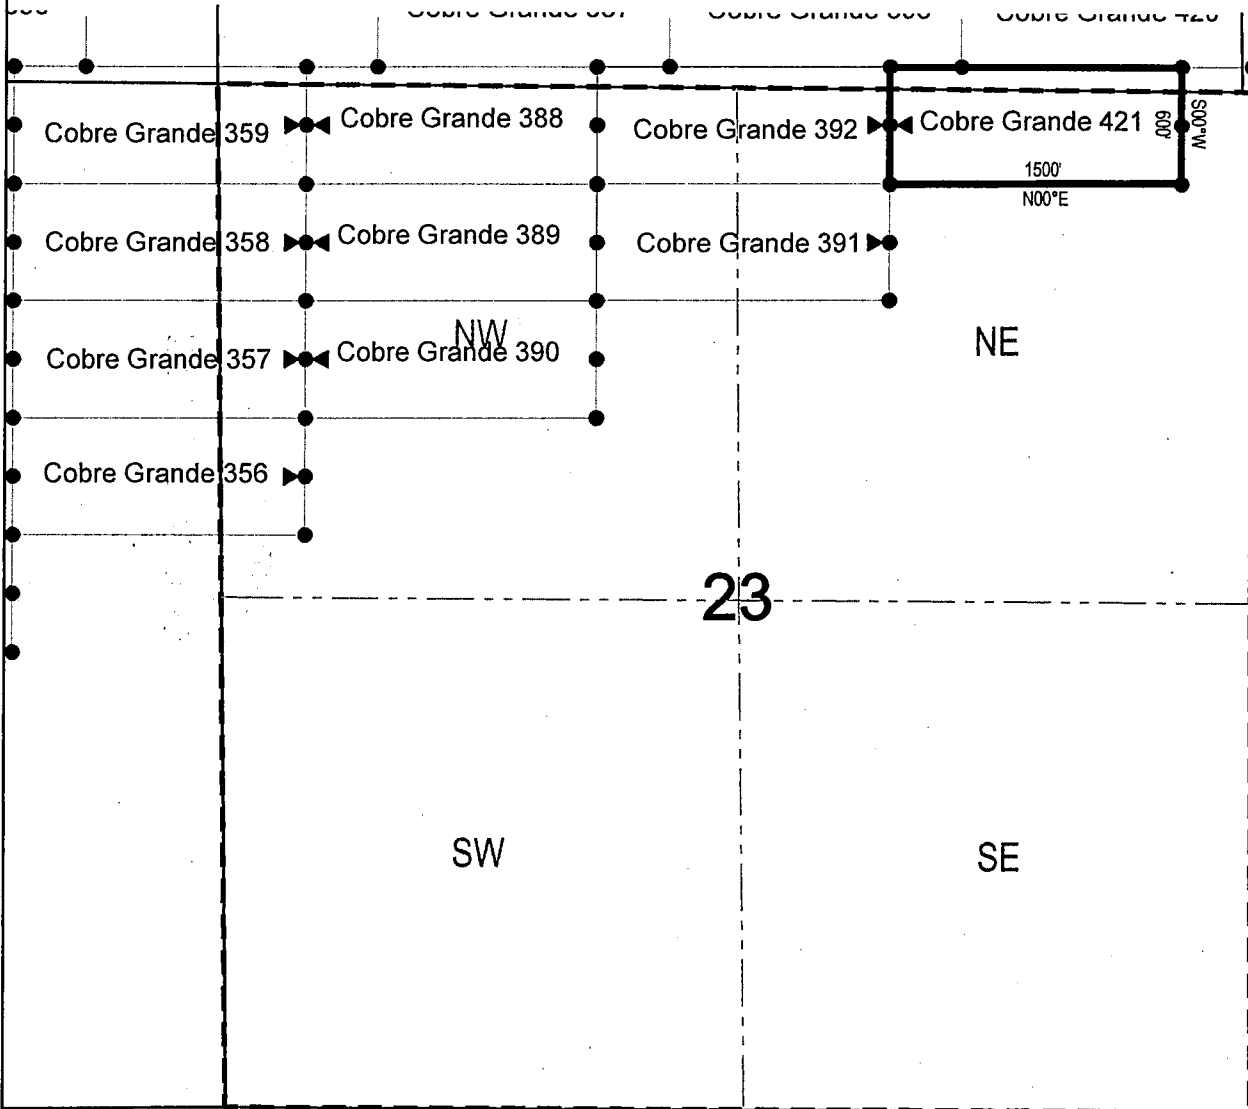 Cobre Grande 359
Cobre Grande 388
Cobre Grande 392
Cobre Grande 421
600'
S00°W
1500'
N00°E
Cobre Grande 358
Cobre Grande 389
Cobre Grande 391
NW
NE
Cobre Grande 357
Cobre Grande 390
Cobre Grande 356
23
SW
SE